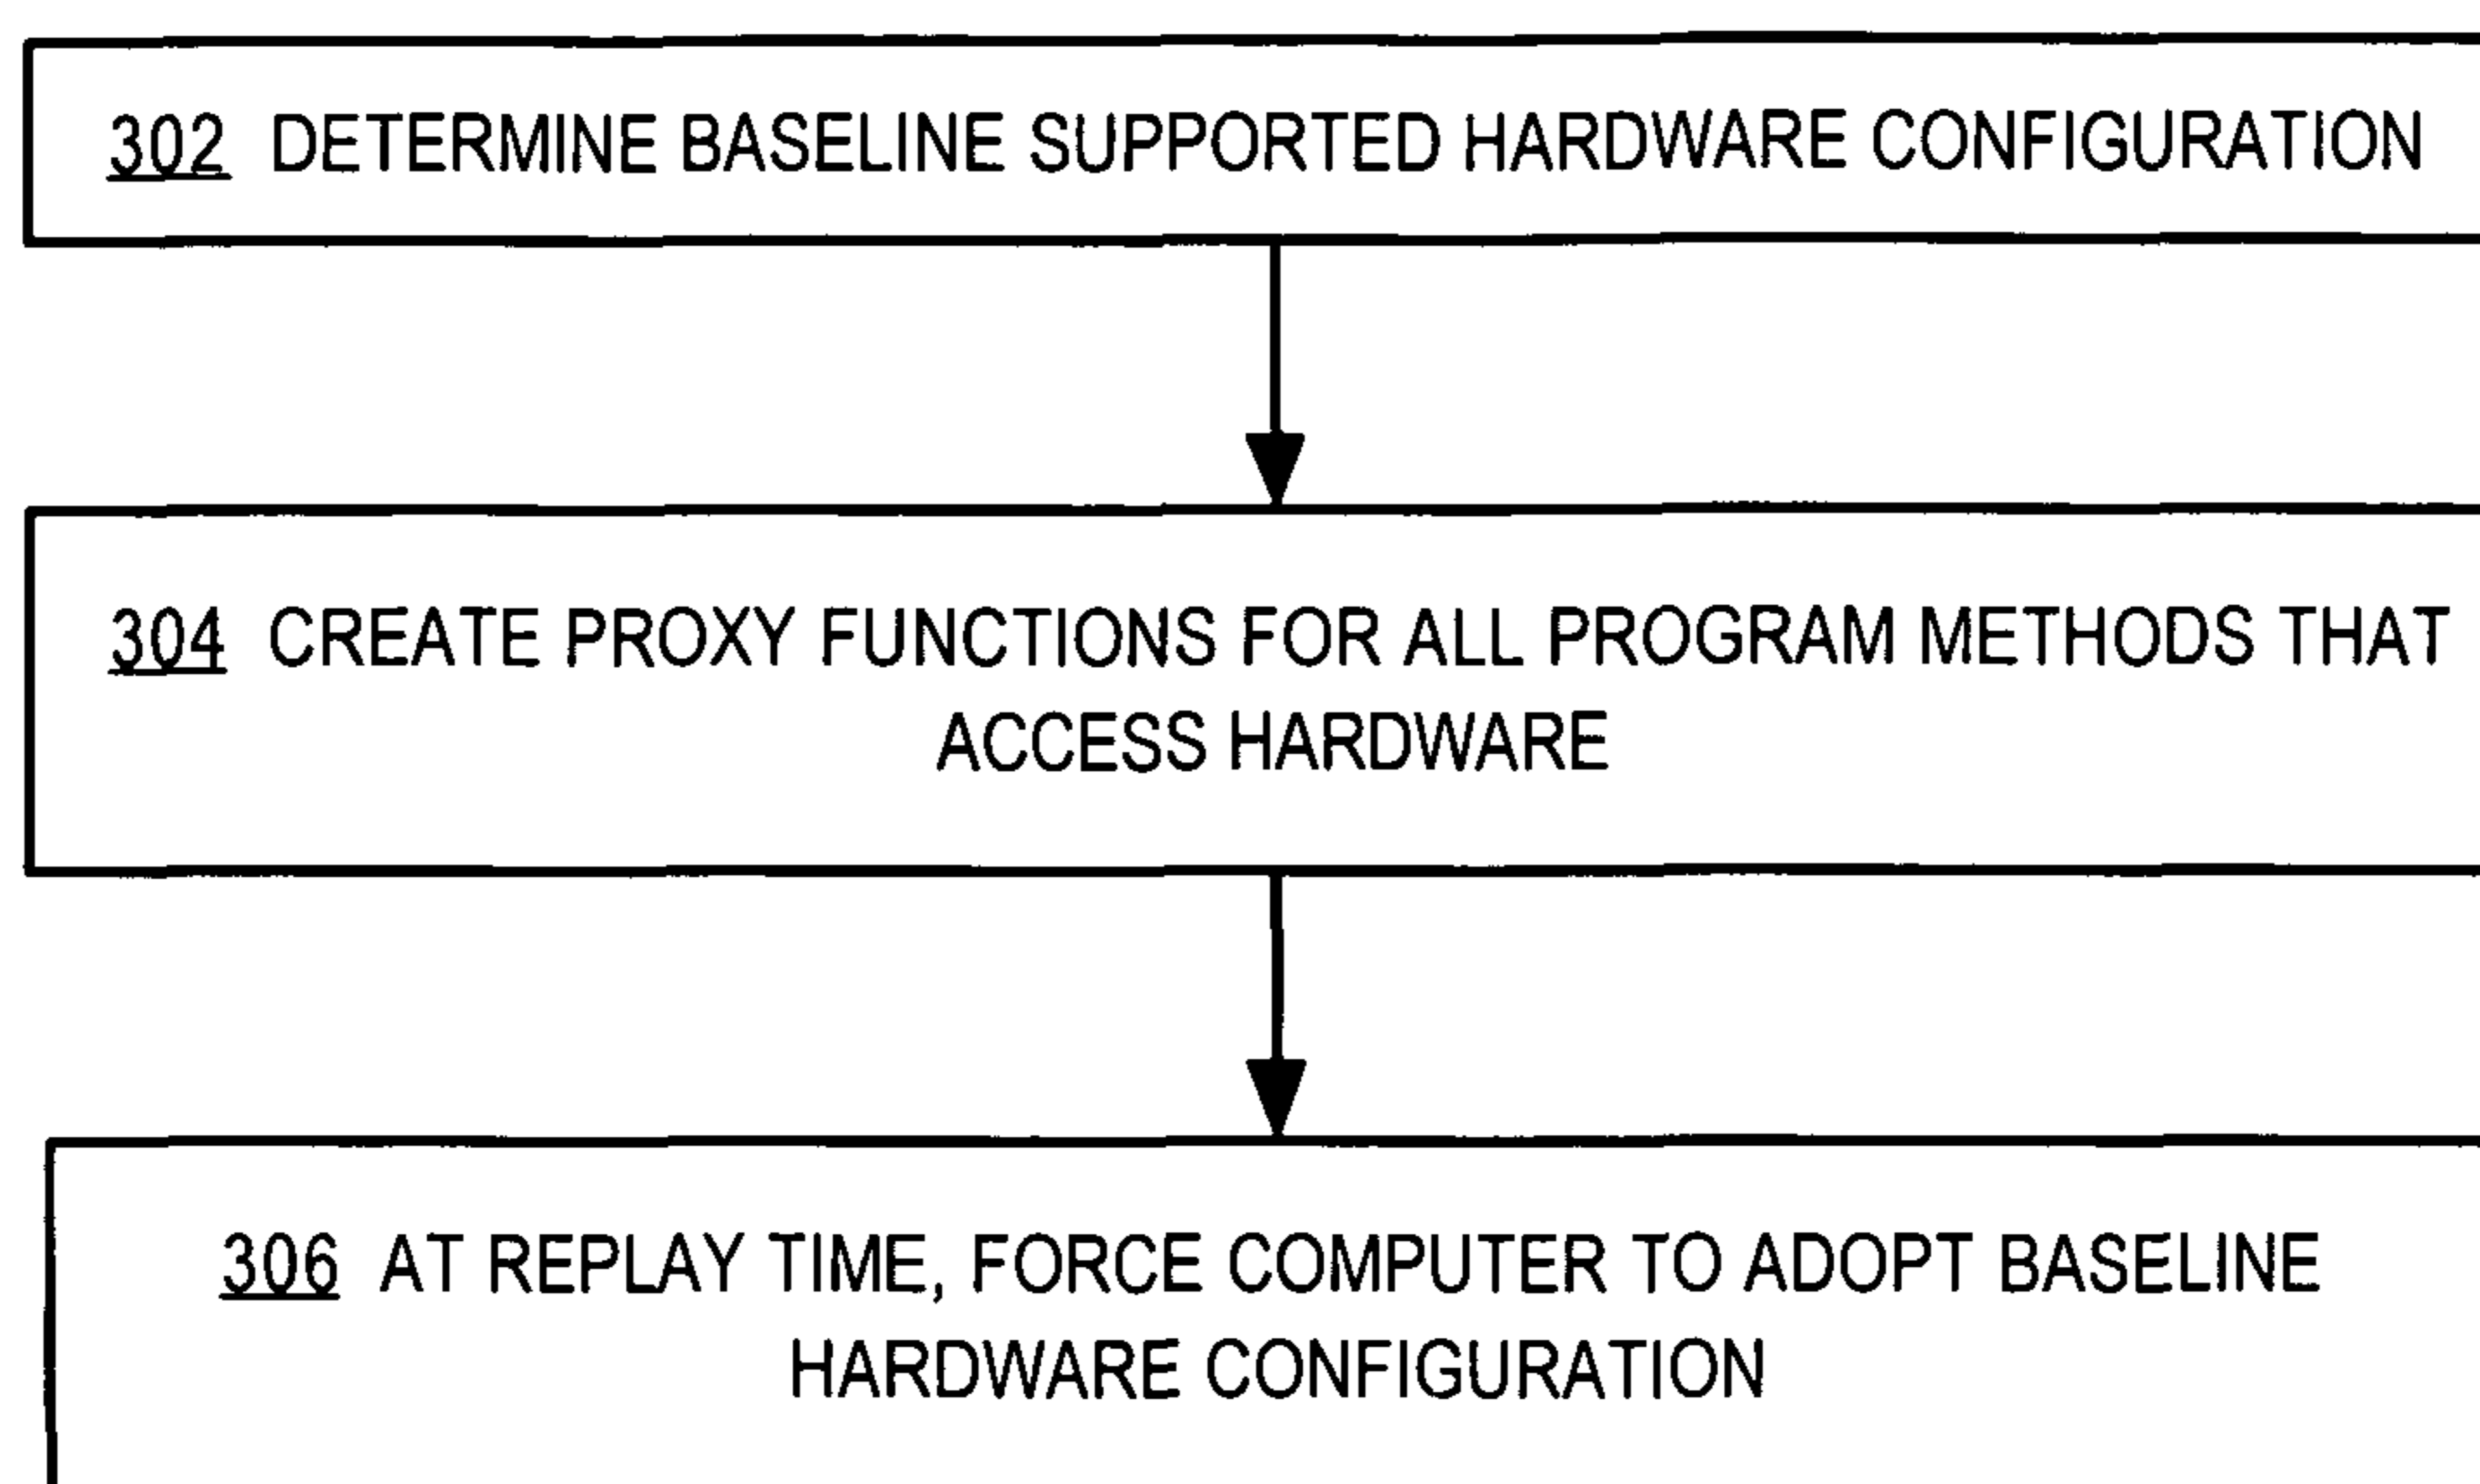 302 DETERMINE BASELINE SUPPORTED HARDWARE CONFIGURATION
304 CREATE PROXY FUNCTIONS FOR ALL PROGRAM METHODS THAT
ACCESS HARDWARE
306 AT REPLAY TIME, FORCE COMPUTER TO ADOPT BASELINE
HARDWARE CONFIGURATION